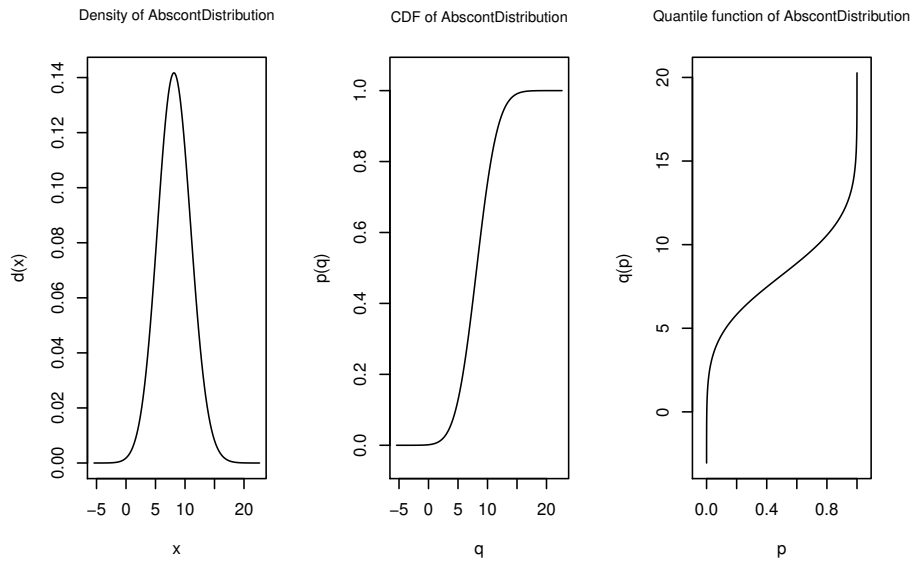 Density of AbscontDistribution
d(x)
0.14
0.12
0.10
0.08
0.06
0.04
0.02
0.00
−5 0 5 10 20
x
CDF of AbscontDistribution
p(q)
1.0
0.8
0.6
0.4
0.2
0.0
−5 0 5 10 20
q
Quantile function of AbscontDistribution
q(p)
20
15
10
5
0
0.0 0.4 0.8
p